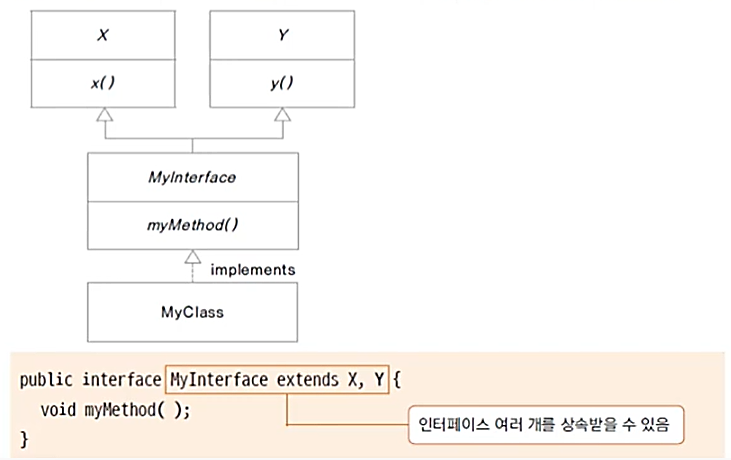 X
Y
x()
y()
MyInterface
myMethod()
implements
MyClass
public interface MyInterface extends X, Y {
void myMethod( );
인터페이스 여러 개를 상속받을 수 있음
}